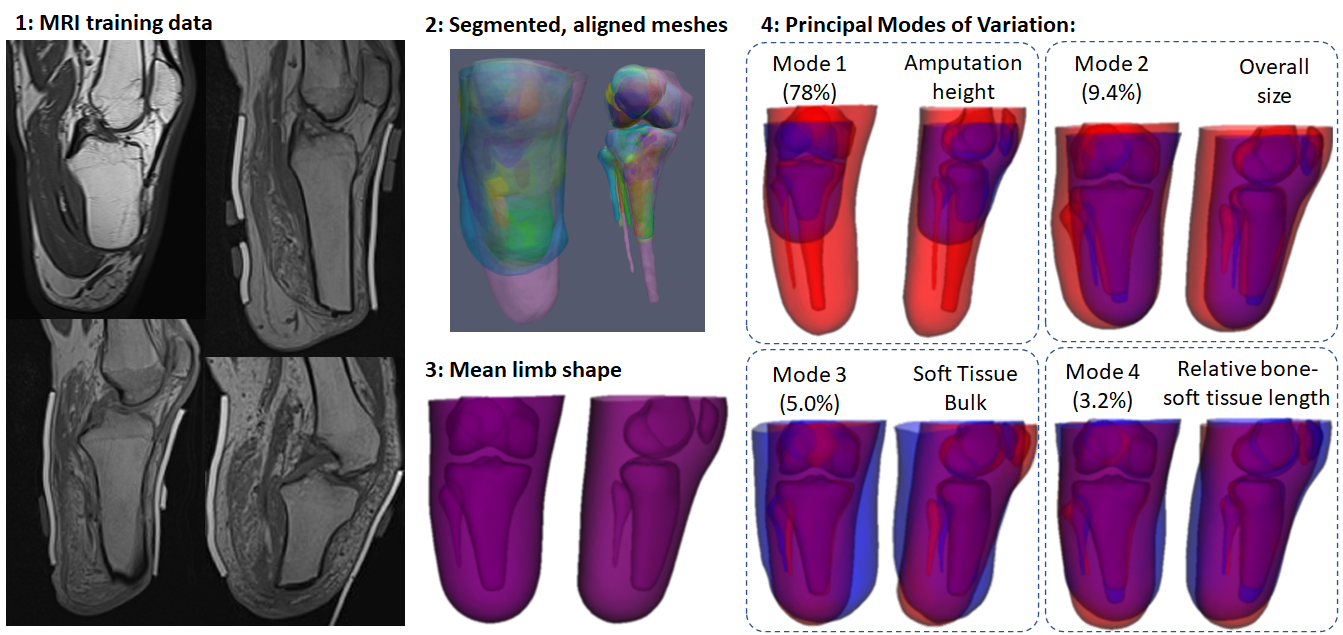 1: MRI training data
2: Segmented, aligned meshes
3: Mean limb shape
4: Principal Modes of Variation:
Mode 1
(78%)
Amputation
height
Mode 2
(9.4%)
Overall
size
Mode 3
(5.0%)
Soft Tissue
Bulk
Mode 4
(3.2%)
Relative bone-
soft tissue length